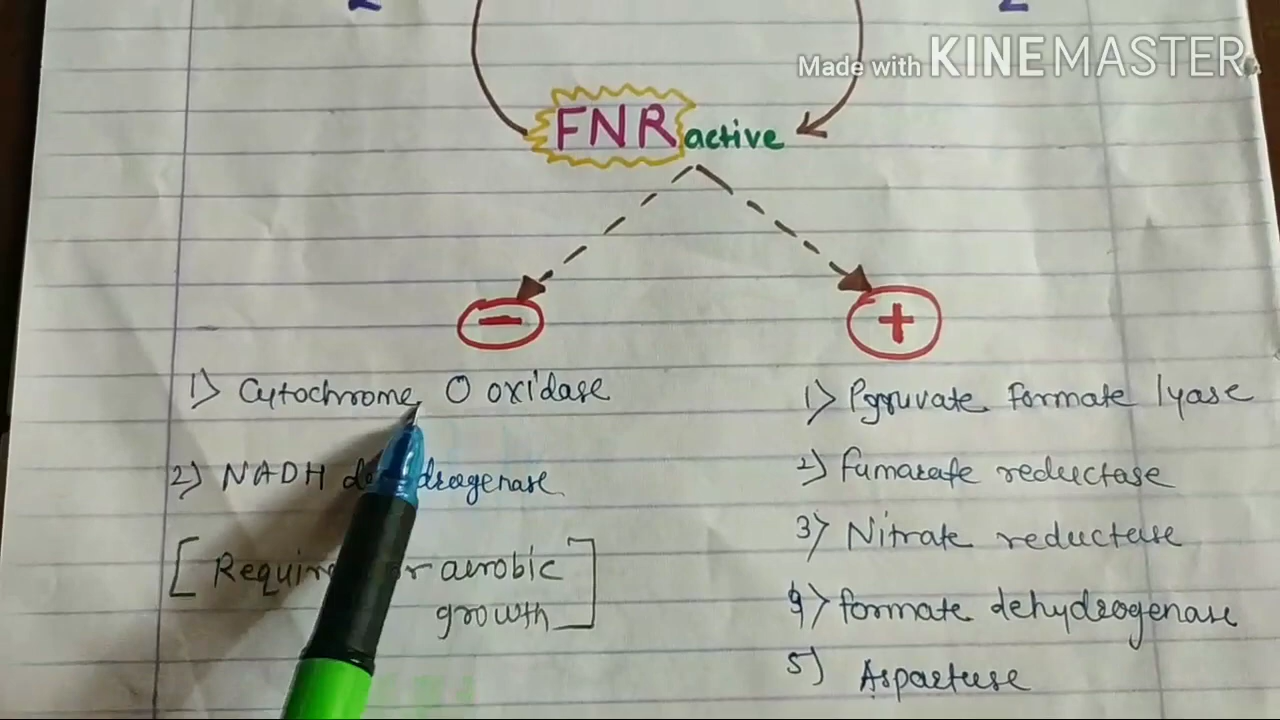 Made with KINEMASTER
FNR active
−
+
1) Cytochrome O oxidase
2) NADH
[
growth ]
aerobic
1) Pyruvate formate lyase
2) fumarate reductase
3) Nitrate reductase
4) formate dehydrogenase
5) Aspartase